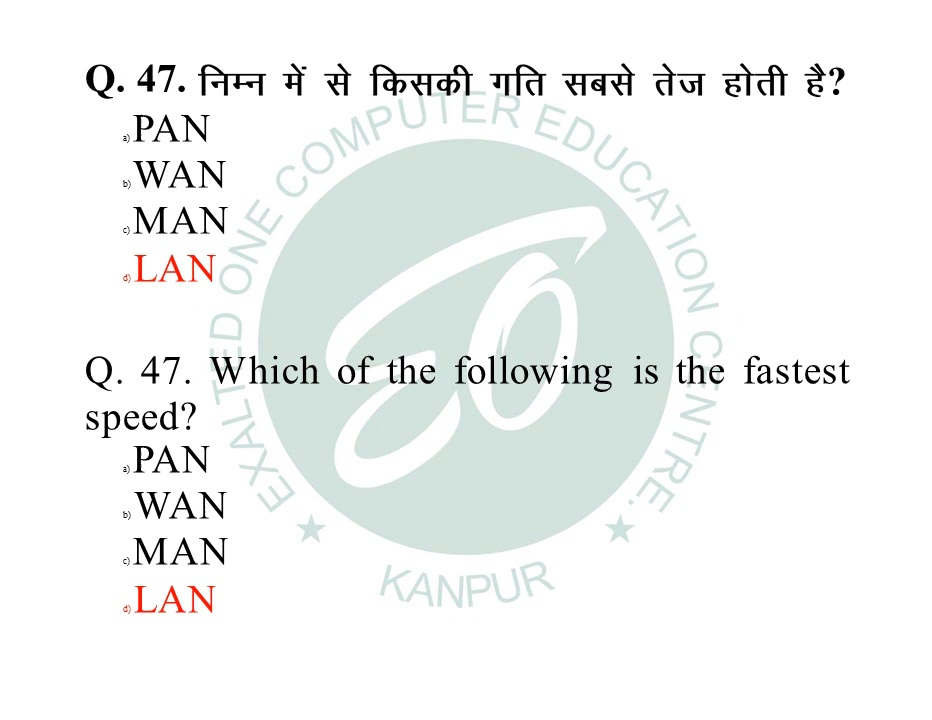 Q. 47. निम्न में से किसकी गति सबसे तेज होती है?
a) PAN
b) WAN
c) MAN
d) LAN
Q. 47. Which of the following is the fastest
speed?
a) PAN
b) WAN
c) MAN
d) LAN
EXALTED ONE COMPUTER EDUCATION CENTRE.
KANPUR